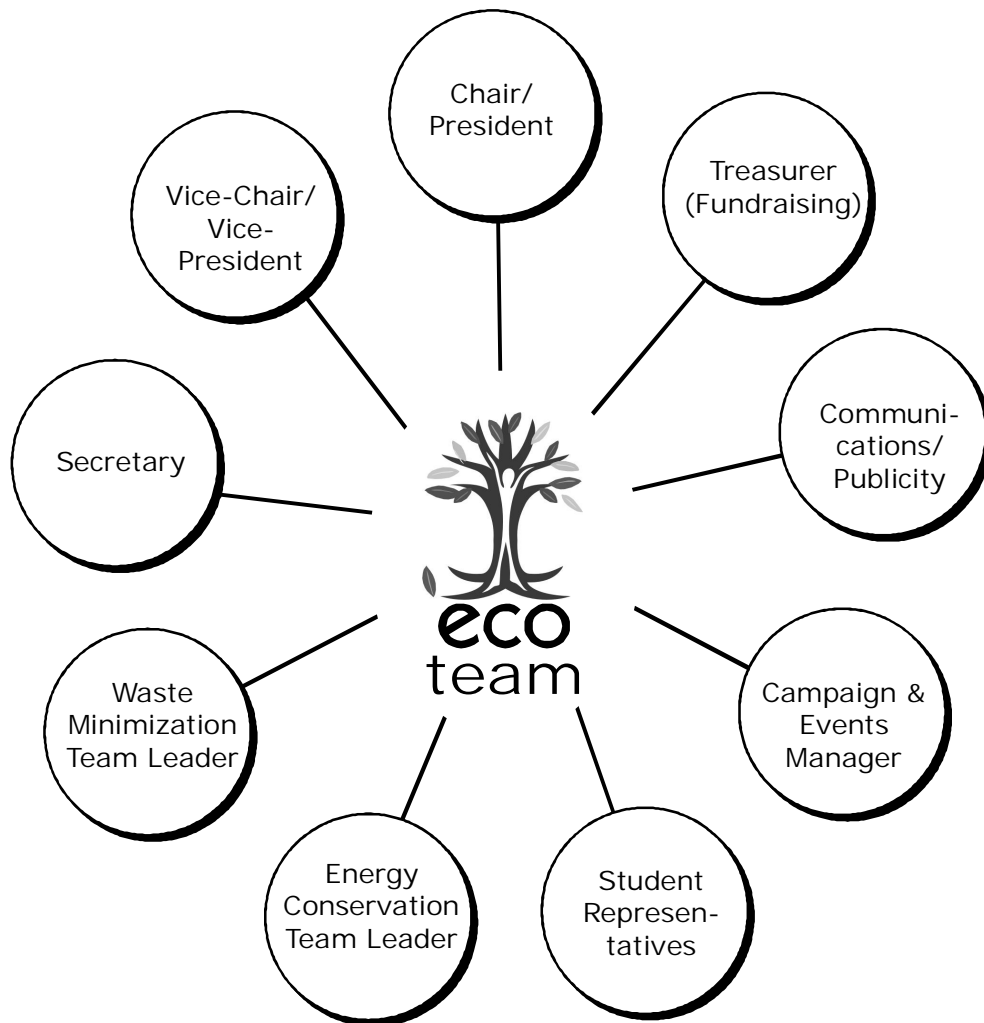 Chair/
President
Treasurer
(Fundraising)
Vice-Chair/
Vice-
President
Communi-
cations/
Publicity
Secretary
eco
team
Waste
Minimization
Team Leader
Campaign &
Events
Manager
Energy
Conservation
Team Leader
Student
Represen-
tatives